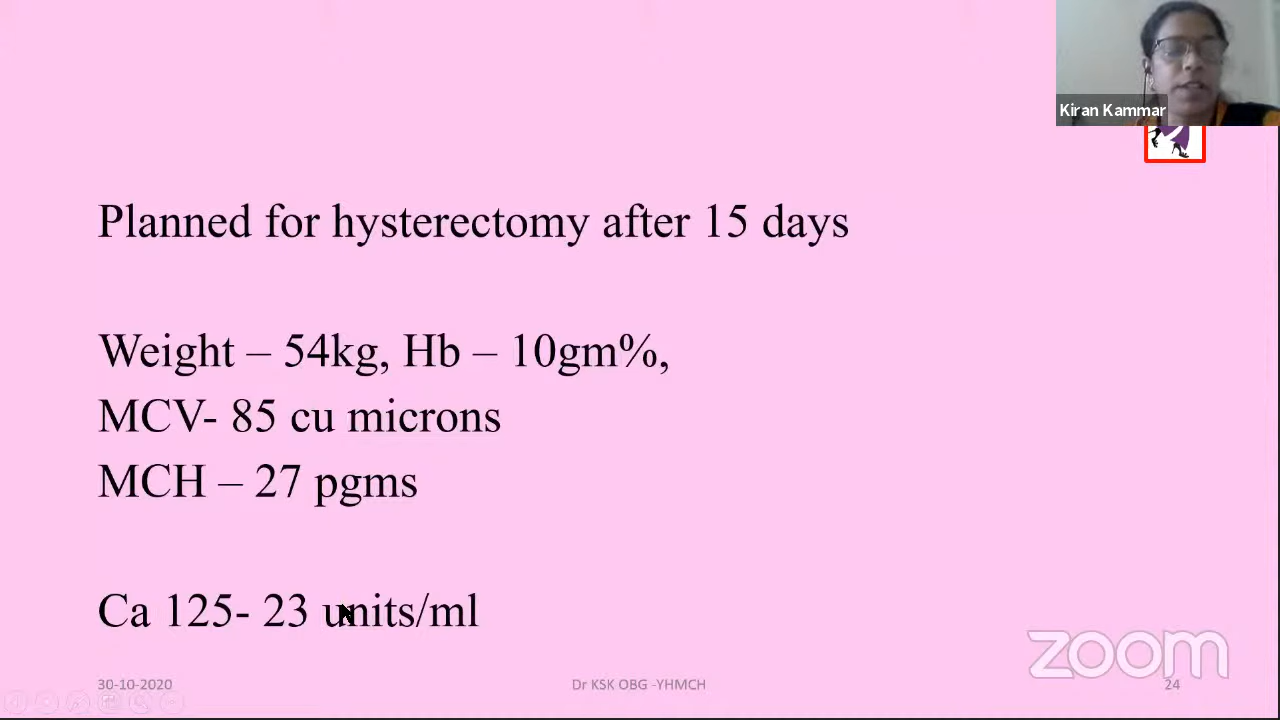 Kiran Kammar
Planned for hysterectomy after 15 days
Weight – 54kg, Hb – 10gm%,
MCV- 85 cu microns
MCH – 27 pgms
Ca 125- 23 units/ml
zoom
30-10-2020
Dr KSK OBG -YHMCH
24